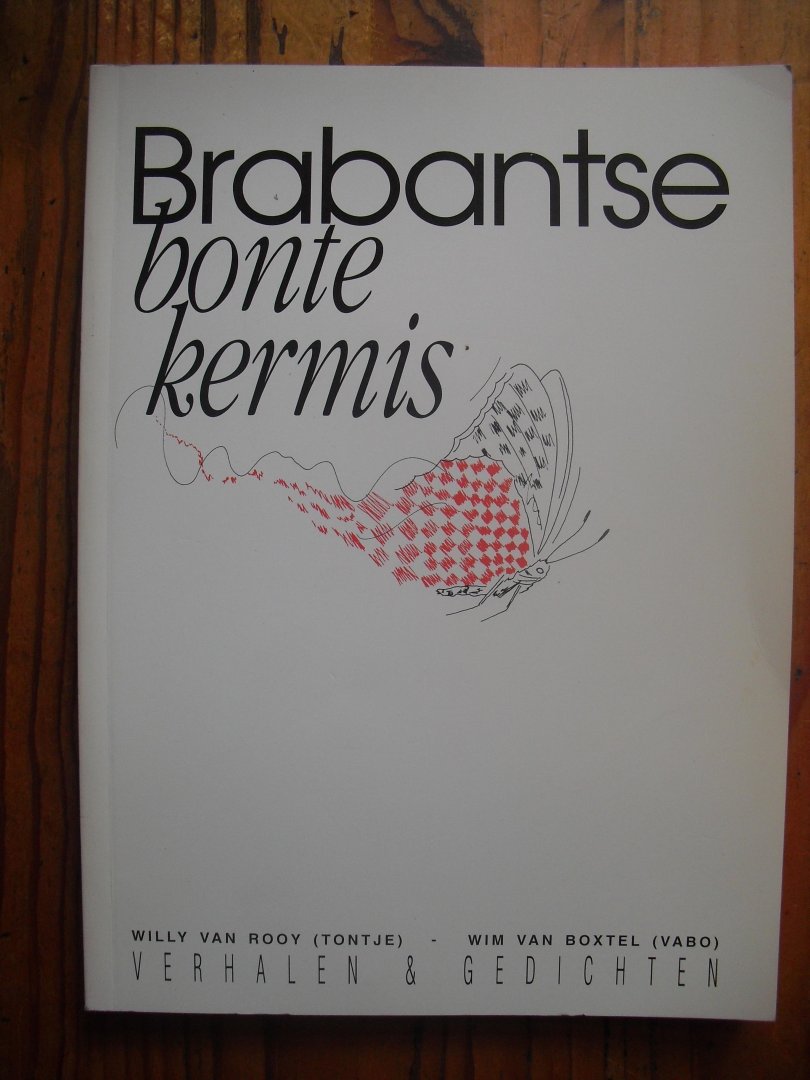 Brabantse
bonte
kermis
WILLY VAN ROOY (TONTJE) - WIM VAN BOXTEL (VABO)
VERHALEN & GEDICHTEN